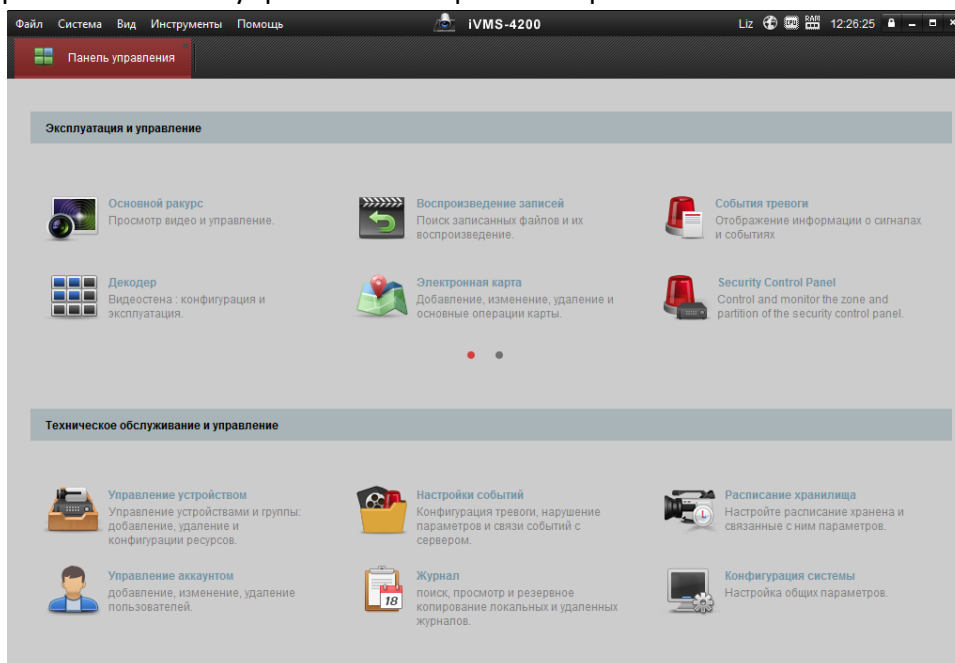 Файл Система Вид Инструменты Помощь iVMS-4200 Liz CPU RAM 12:26:25
Панель управления
Эксплуатация и управление
Основной ракурс
Просмотр видео и управление.
Воспроизведение записей
Поиск записанных файлов и их
воспроизведение.
События тревоги
Отображение информации о сигналах
и событиях
Декодер
Видеостена : конфигурация и
эксплуатация.
Электронная карта
Добавление, изменение, удаление и
основные операции карты.
Security Control Panel
Control and monitor the zone and
partition of the security control panel.
Техническое обслуживание и управление
Управление устройством
Управление устройствами и группы:
добавление, удаление и
конфигурации ресурсов.
Настройки событий
Конфигурация тревоги, нарушение
параметров и связи событий с
сервером.
Расписание хранилища
Настройте расписание хранена и
связанные с ним параметров.
Управление аккаунтом
добавление, изменение, удаление
пользователей.
18
Журнал
поиск, просмотр и резервное
копирование локальных и удаленных
журналов.
Конфигурация системы
Настройка общих параметров.